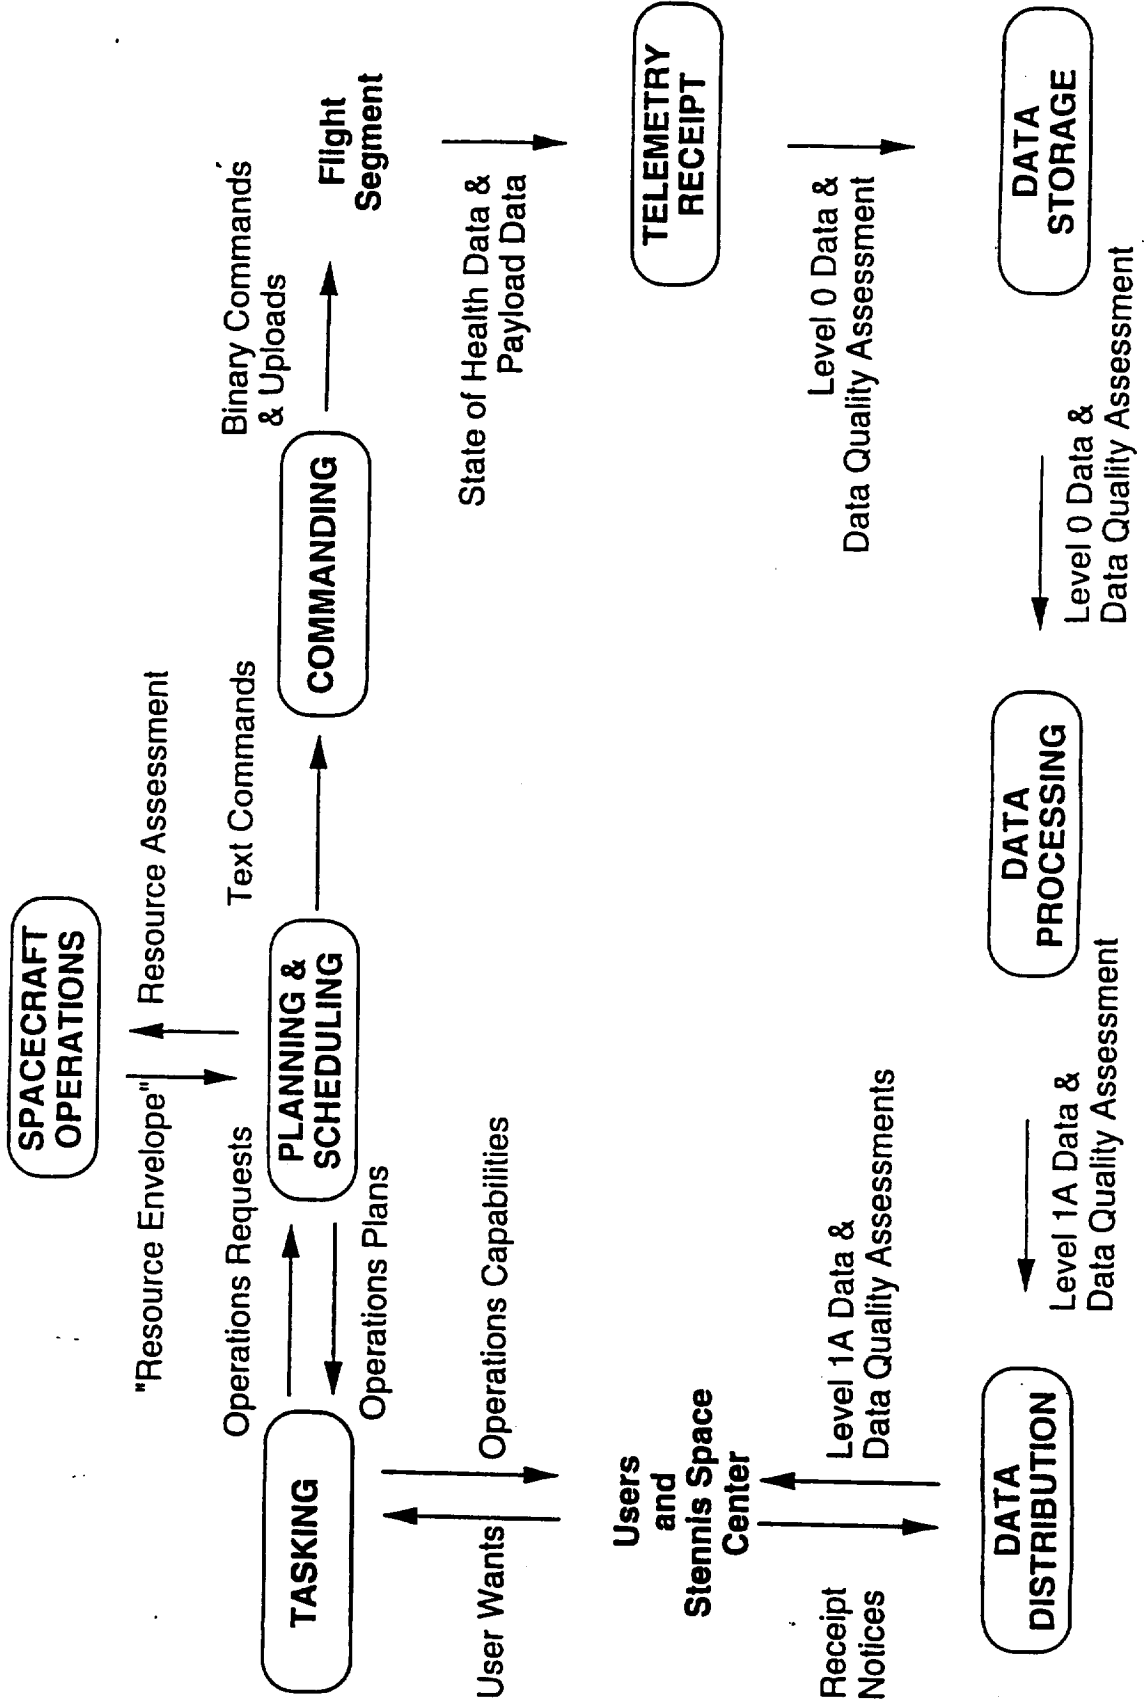 SPACECRAFT
OPERATIONS
"Resource Envelope"
Resource Assessment
Operations Requests
Text Commands
Binary Commands
& Uploads
TASKING
PLANNING &
SCHEDULING
COMMANDING
Flight
Segment
Operations Plans
User Wants
Operations Capabilities
State of Health Data &
Payload Data
Users
and
Stennis Space
Center
TELEMETRY
RECEIPT
Receipt
Notices
Level 1A Data &
Data Quality Assessments
Level 0 Data &
Data Quality Assessment
DATA
DISTRIBUTION
DATA
PROCESSING
DATA
STORAGE
Level 1A Data &
Data Quality Assessment
Level 0 Data &
Data Quality Assessment